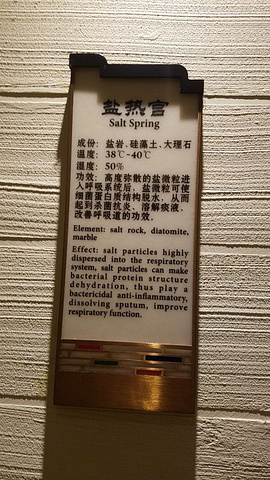 盐热宫
Salt Spring
成份：盐岩、硅藻土、大理石
温度：38℃-40℃
湿度：50%
功效：高度弥散的盐微粒进
入呼吸系统后，盐微粒可使
细菌蛋白质结构脱水，从而
起到杀菌抗炎、溶解痰液、
改善呼吸道的功效。
Element: salt rock, diatomite,
marble
Effect: salt particles highly
dispersed into the respiratory
system, salt particles can make
bacterial protein structure
dehydration, thus play a
bactericidal anti-inflammatory,
dissolving sputum, improve
respiratory function.